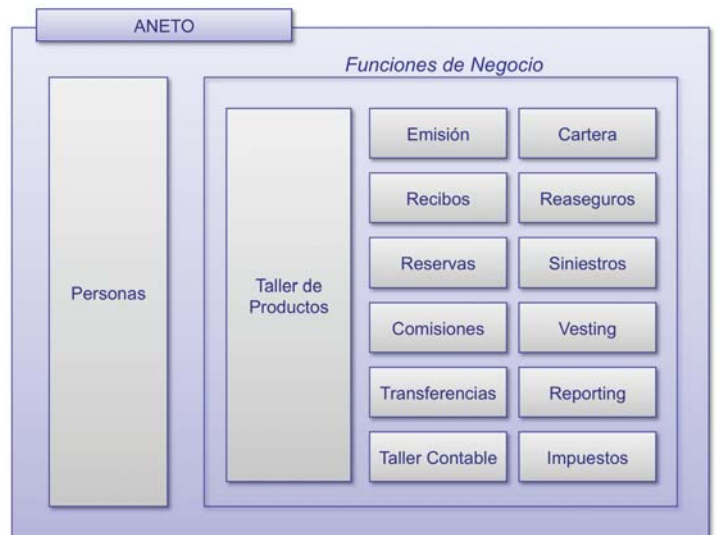 ANETO
Funciones de Negocio
Personas
Taller de
Productos
Emisión
Cartera
Recibos
Reaseguros
Reservas
Siniestros
Comisiones
Vesting
Transferencias
Reporting
Taller Contable
Impuestos